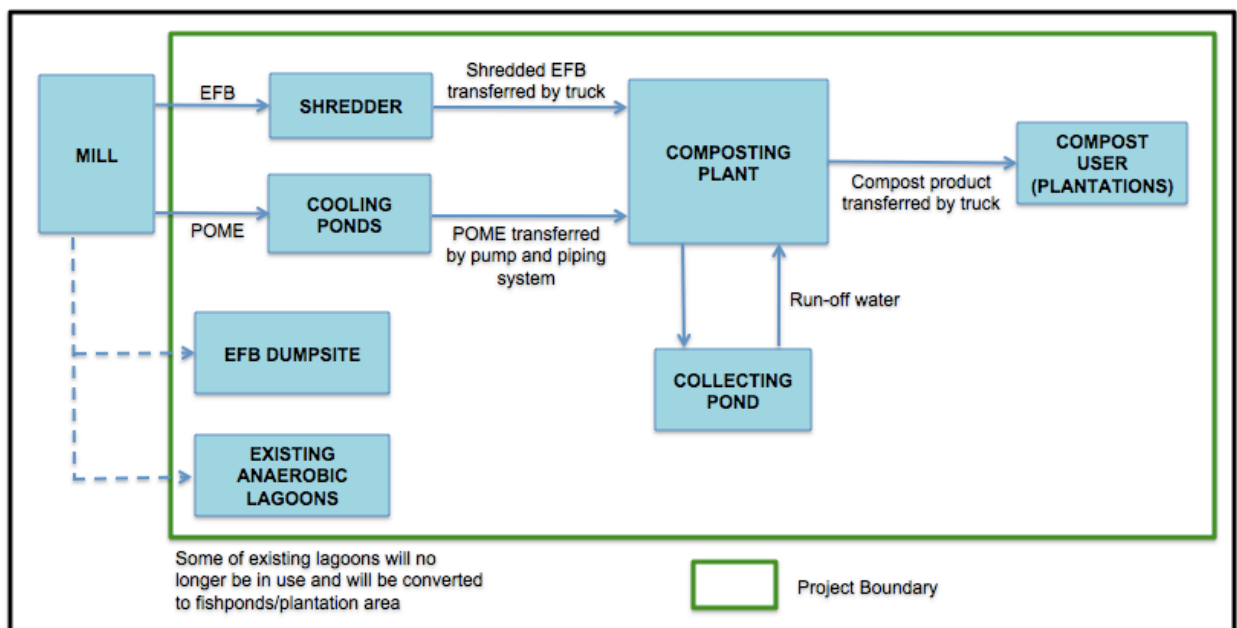 MILL
EFB
SHREDDER
Shredded EFB
transferred by truck
COMPOSTING
PLANT
Compost product
transferred by truck
COMPOST
USER
(PLANTATIONS)
POME
COOLING
PONDS
POME transferred
by pump and piping
system
Run-off water
COLLECTING
POND
EFB DUMPSITE
EXISTING
ANAEROBIC
LAGOONS
Some of existing lagoons will no
longer be in use and will be converted
to fishponds/plantation area
Project Boundary